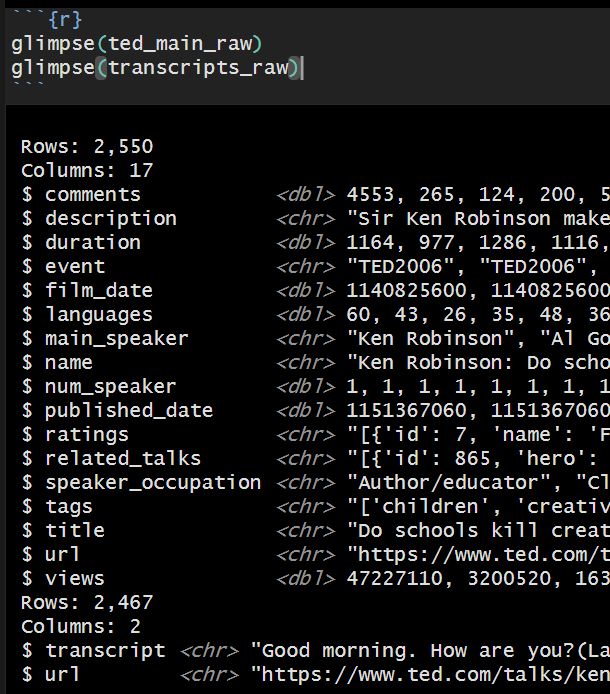 ```{r}
glimpse(ted_main_raw)
glimpse(transcripts_raw)
```
Rows: 2,550
Columns: 17
$ comments           <dbl> 4553, 265, 124, 200, 5
$ description        <chr> "Sir Ken Robinson make
$ duration           <dbl> 1164, 977, 1286, 1116,
$ event              <chr> "TED2006", "TED2006",
$ film_date          <dbl> 1140825600, 1140825600
$ languages          <dbl> 60, 43, 26, 35, 48, 36
$ main_speaker       <chr> "Ken Robinson", "Al Go
$ name               <chr> "Ken Robinson: Do scho
$ num_speaker        <dbl> 1, 1, 1, 1, 1, 1, 1, 1
$ published_date     <dbl> 1151367060, 1151367060
$ ratings            <chr> "[{'id': 7, 'name': 'F
$ related_talks      <chr> "[{'id': 865, 'hero':
$ speaker_occupation <chr> "Author/educator", "Cl
$ tags               <chr> "['children', 'creativ
$ title              <chr> "Do schools kill creat
$ url                <chr> "https://www.ted.com/t
$ views              <dbl> 47227110, 3200520, 163
Rows: 2,467
Columns: 2
$ transcript <chr> "Good morning. How are you?(La
$ url        <chr> "https://www.ted.com/talks/ken